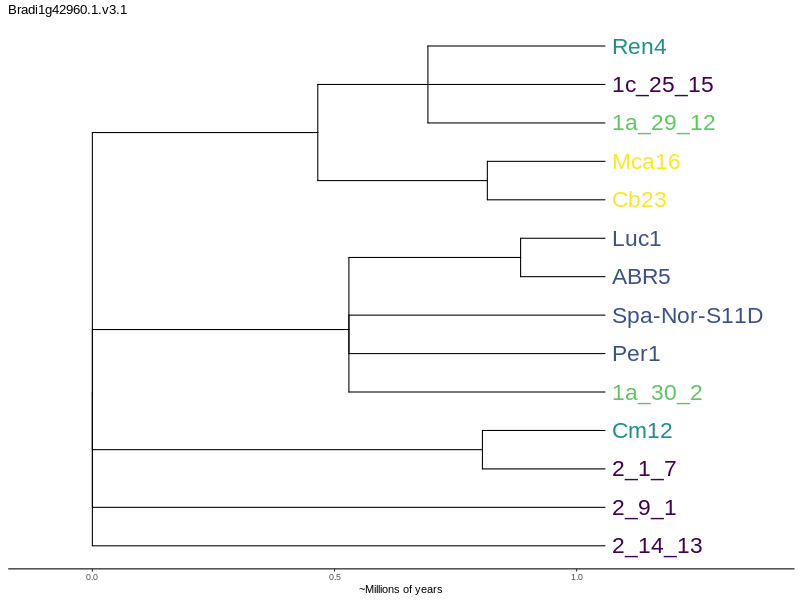 Bradi1g42960.1.v3.1
Ren4
1c_25_15
1a_29_12
Mca16
Cb23
Luc1
ABR5
Spa-Nor-S11D
Per1
1a_30_2
Cm12
2_1_7
2_9_1
2_14_13
0.0 0.5 1.0
~Millions of years